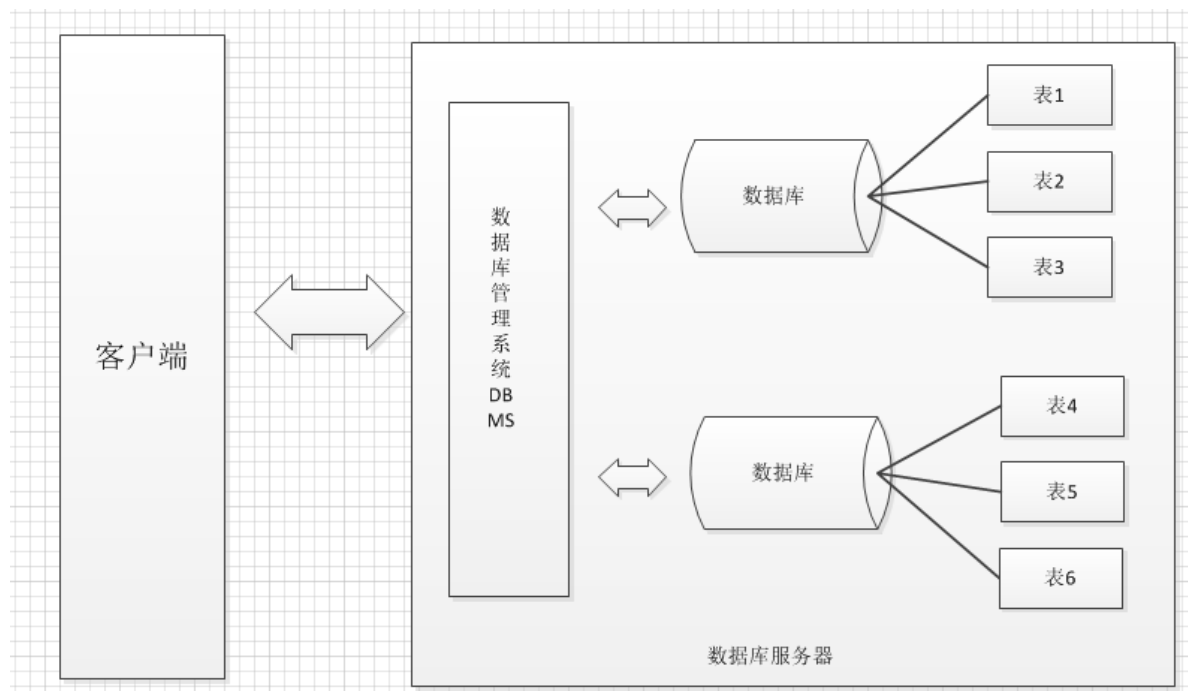 客户端
数
据
库
管
理
系
统
DB
MS
数据库
表1
表2
表3
数据库
表4
表5
表6
数据库服务器